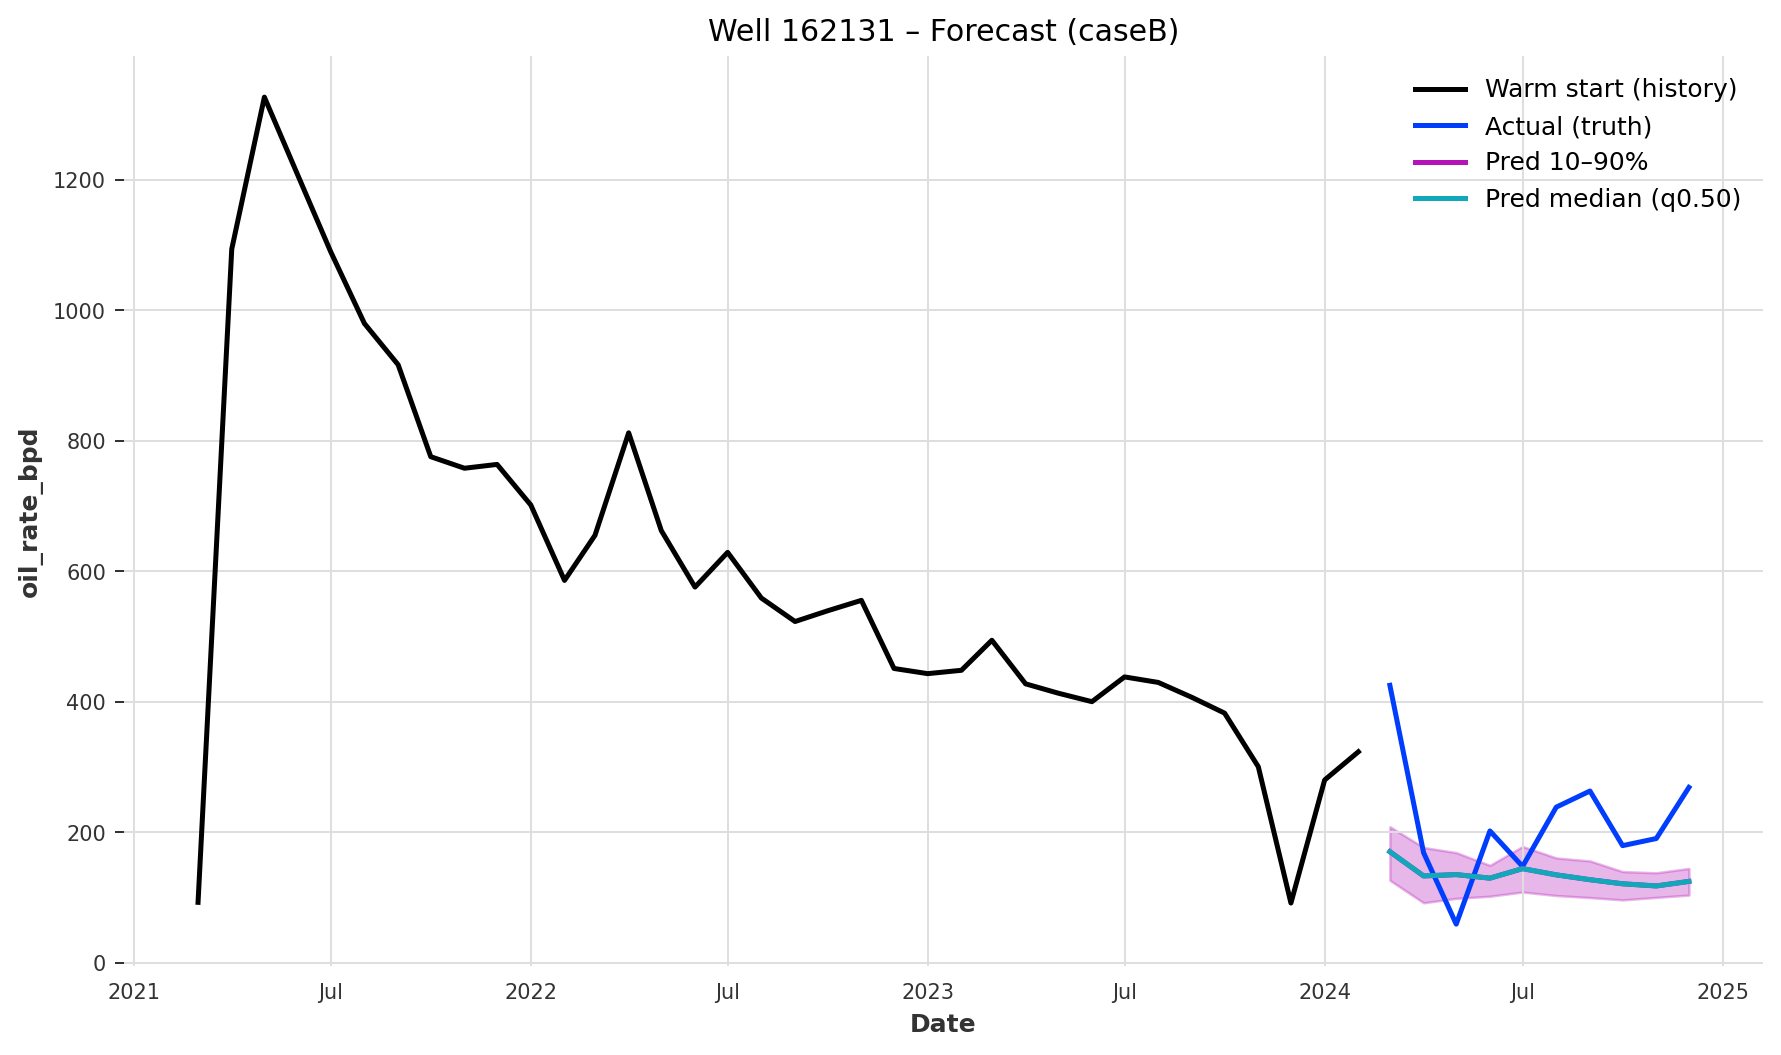 Well 162131 – Forecast (caseB)
Warm start (history)
Actual (truth)
Pred 10–90%
Pred median (q0.50)
oil_rate_bpd
1200
1000
800
600
400
200
0
2021
Jul
2022
Jul
2023
Jul
2024
Jul
2025
Date